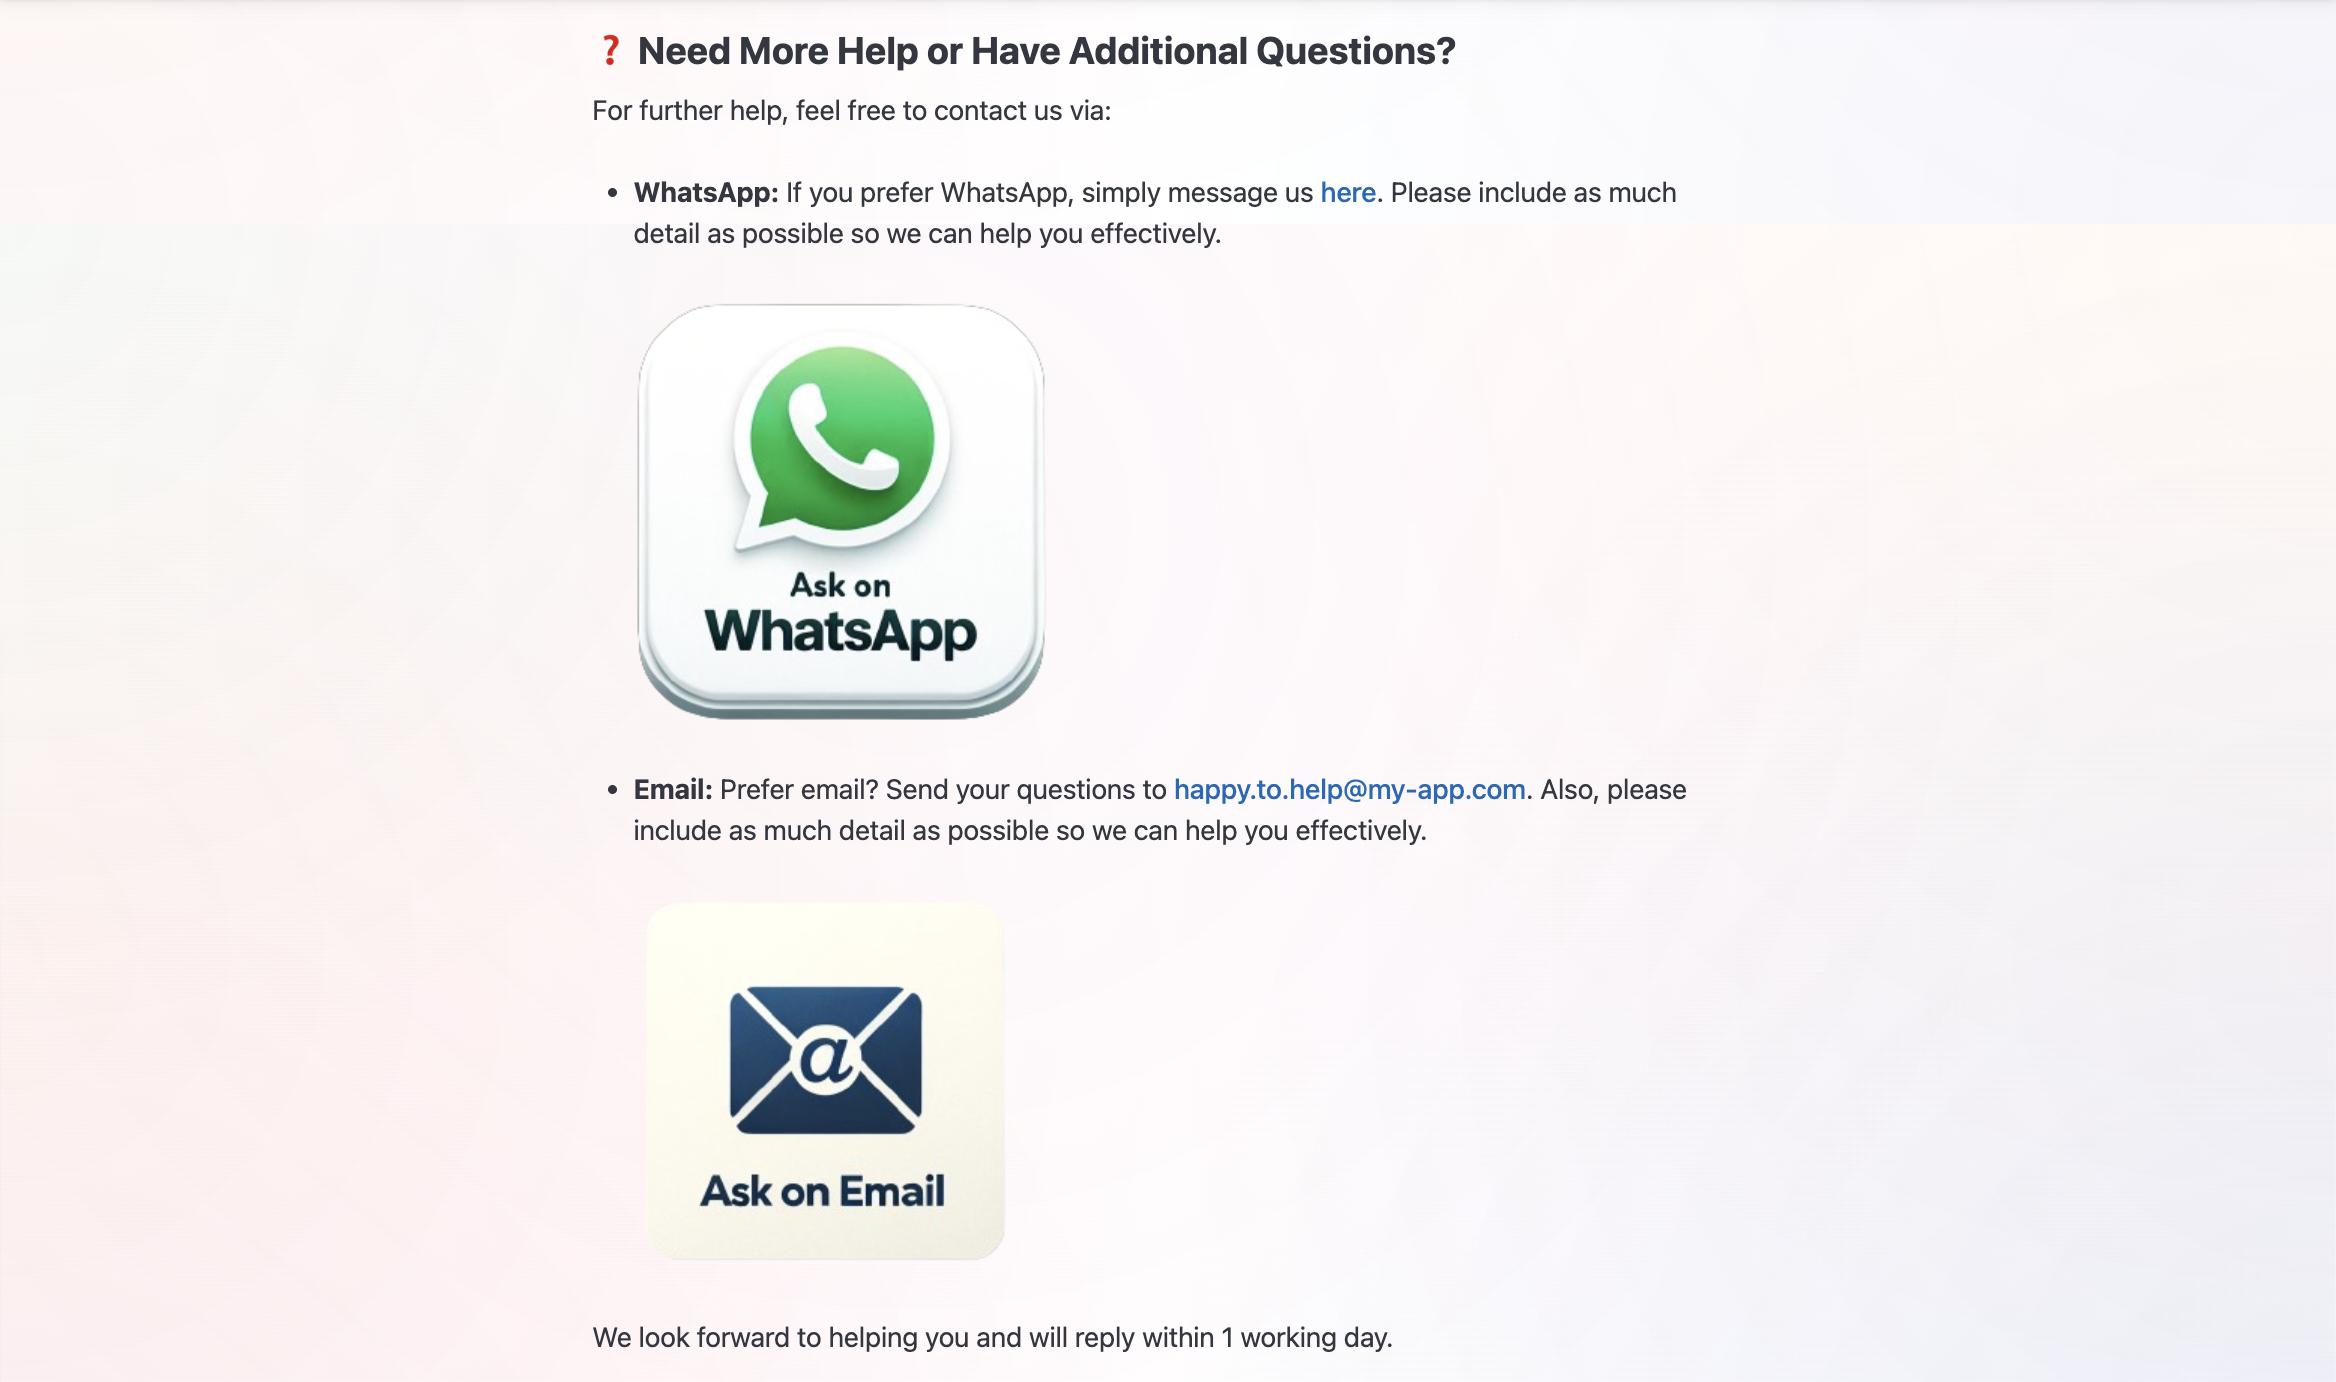 ❓ Need More Help or Have Additional Questions?
For further help, feel free to contact us via:
• WhatsApp: If you prefer WhatsApp, simply message us here. Please include as much
detail as possible so we can help you effectively.
Ask on
WhatsApp
• Email: Prefer email? Send your questions to happy.to.help@my-app.com. Also, please
include as much detail as possible so we can help you effectively.
@
Ask on Email
We look forward to helping you and will reply within 1 working day.